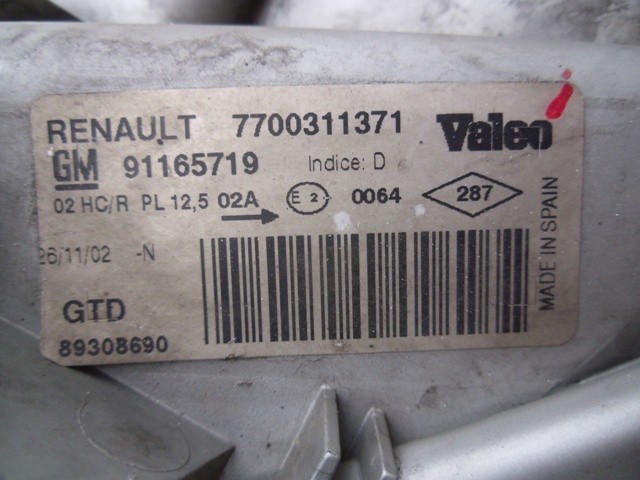 RENAULT 7700311371 Valeo
GM 91165719 Indice: D
02 HC/R PL 12,5 02A E 2 0064 287
26/11/02 -N
GTD
89308690
MADE IN SPAIN